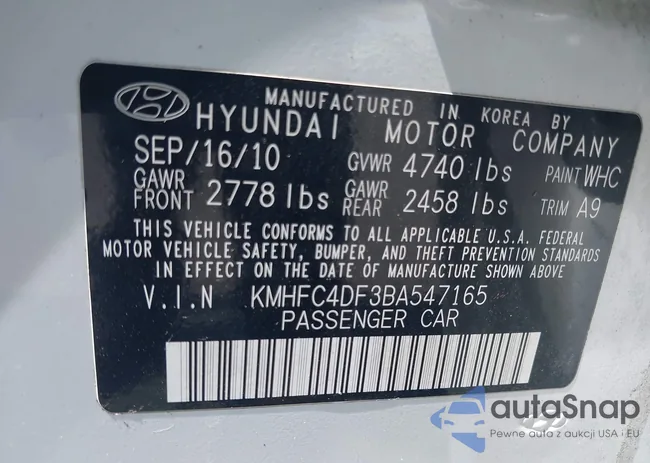 MANUFACTURED IN KOREA BY
HYUNDAI MOTOR COMPANY
SEP/16/10 GVWR 4740 lbs PAINT WHC
GAWR FRONT 2778 lbs GAWR REAR 2458 lbs TRIM A9
THIS VEHICLE CONFORMS TO ALL APPLICABLE U.S.A. FEDERAL
MOTOR VEHICLE SAFETY, BUMPER, AND THEFT PREVENTION STANDARDS
IN EFFECT ON THE DATE OF MANUFACTURE SHOWN ABOVE
V.I.N KMHFC4DF3BA547165
PASSENGER CAR
autaSnap
Pewne auta z aukcji USA i EU